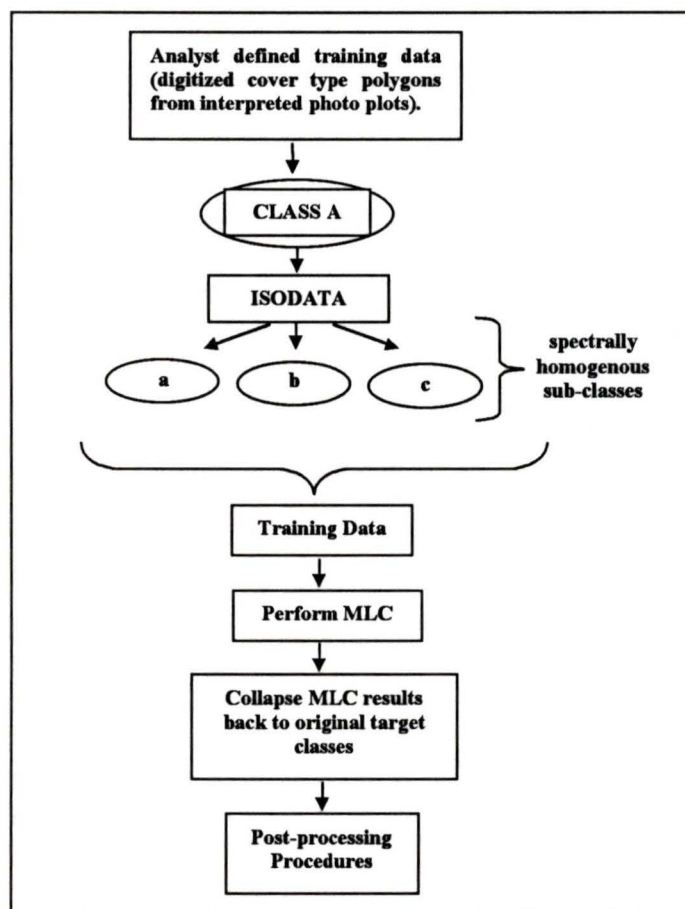 Analyst defined training data
(digitized cover type polygons
from interpreted photo plots).
CLASS A
ISODATA
a
b
c
spectrally
homogenous
sub-classes
Training Data
Perform MLC
Collapse MLC results
back to original target
classes
Post-processing
Procedures